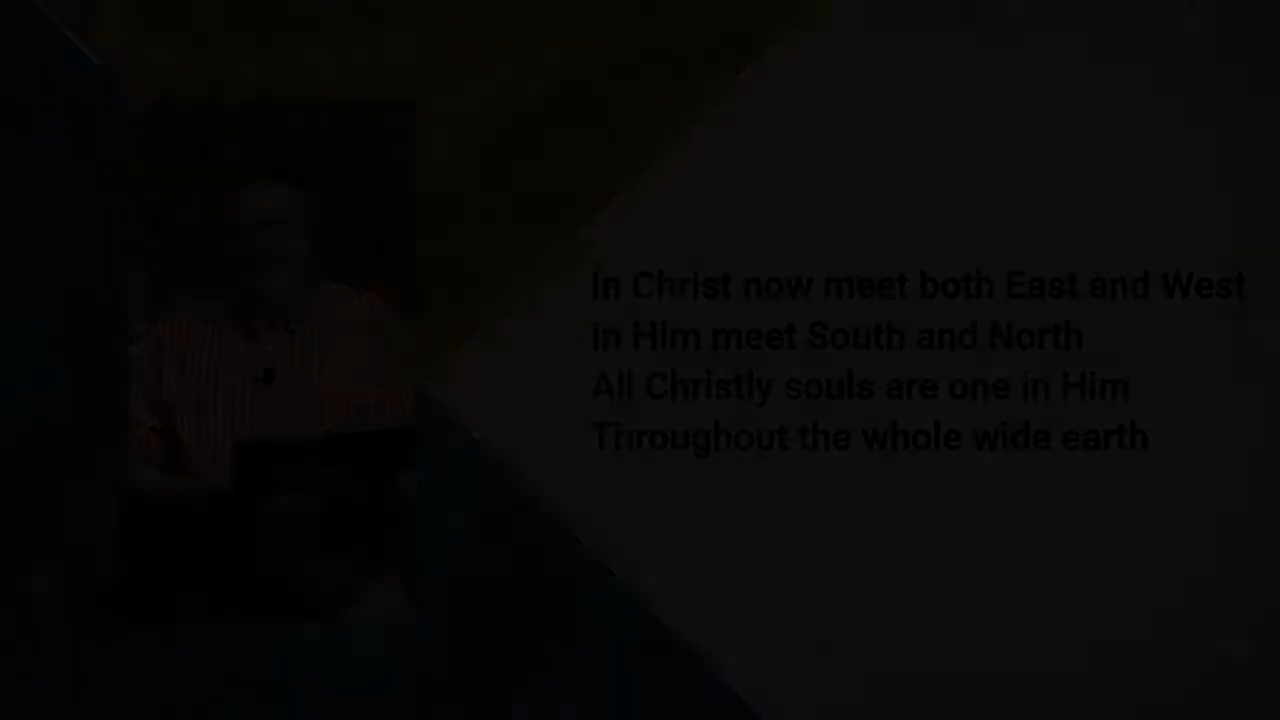 In Christ now meet both East and West
In Him meet South and North
All Christly souls are one in Him
Throughout the whole wide earth